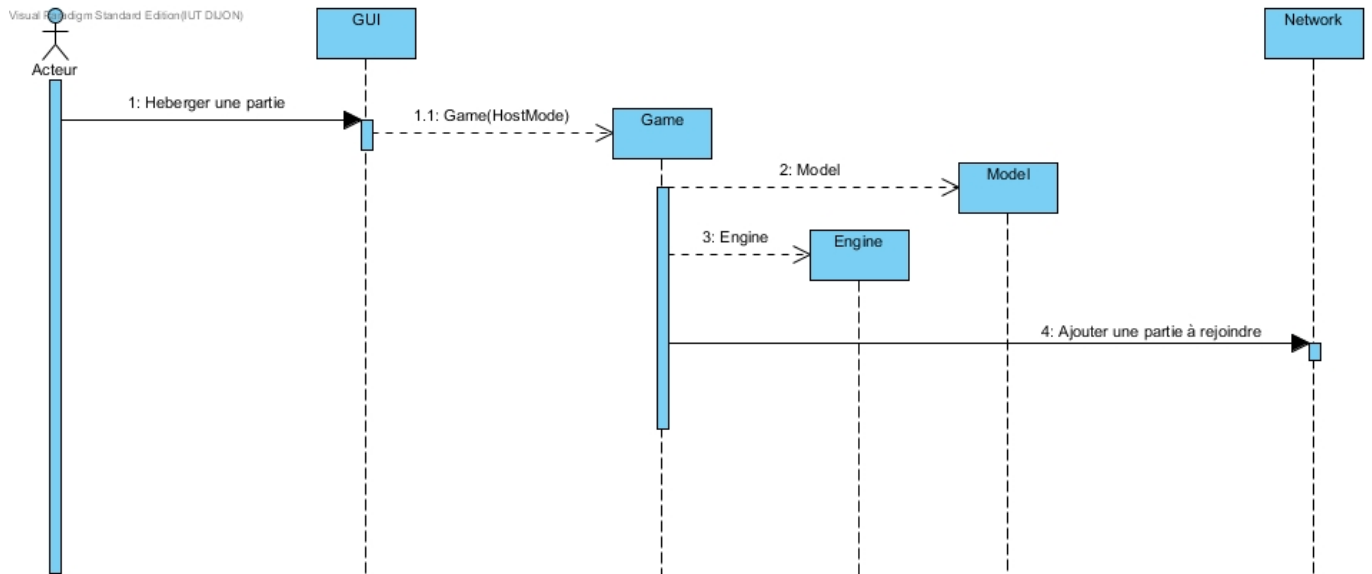 Visual Paradigm Standard Edition(IUT DIJON)
GUI
Network
Acteur
1: Heberger une partie
1.1: Game(HostMode)
Game
2: Model
Model
3: Engine
Engine
4: Ajouter une partie à rejoindre